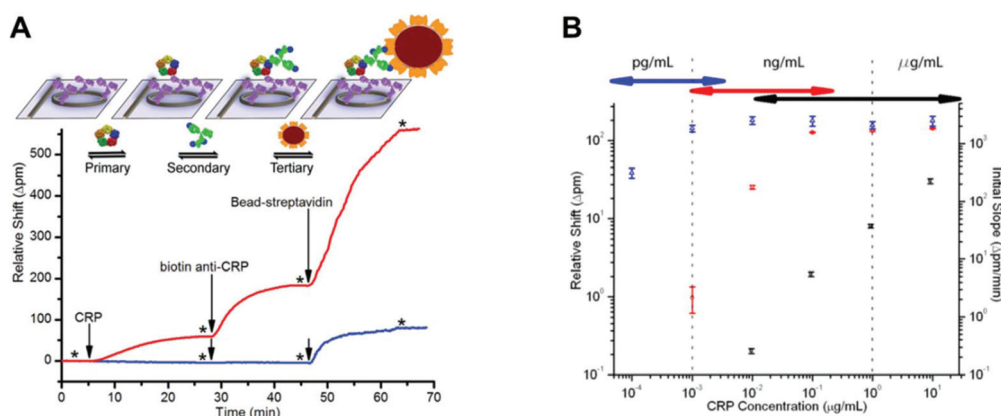 A
Primary
Secondary
Tertiary
Bead-streptavidin
biotin anti-CRP
CRP
*
*
*
*
*
*
*
Relative Shift (Δpm)
500
400
300
200
100
0
0
10
20
30
40
50
60
70
Time (min)
B
pg/mL
ng/mL
μg/mL
Relative Shift (Δpm)
10²
10¹
10⁰
10⁻¹
Initial Slope (Δpm/min)
10³
10²
10¹
10⁰
10⁻¹
10⁻⁴
10⁻³
10⁻²
10⁻¹
10⁰
10¹
CRP Concentration (μg/mL)